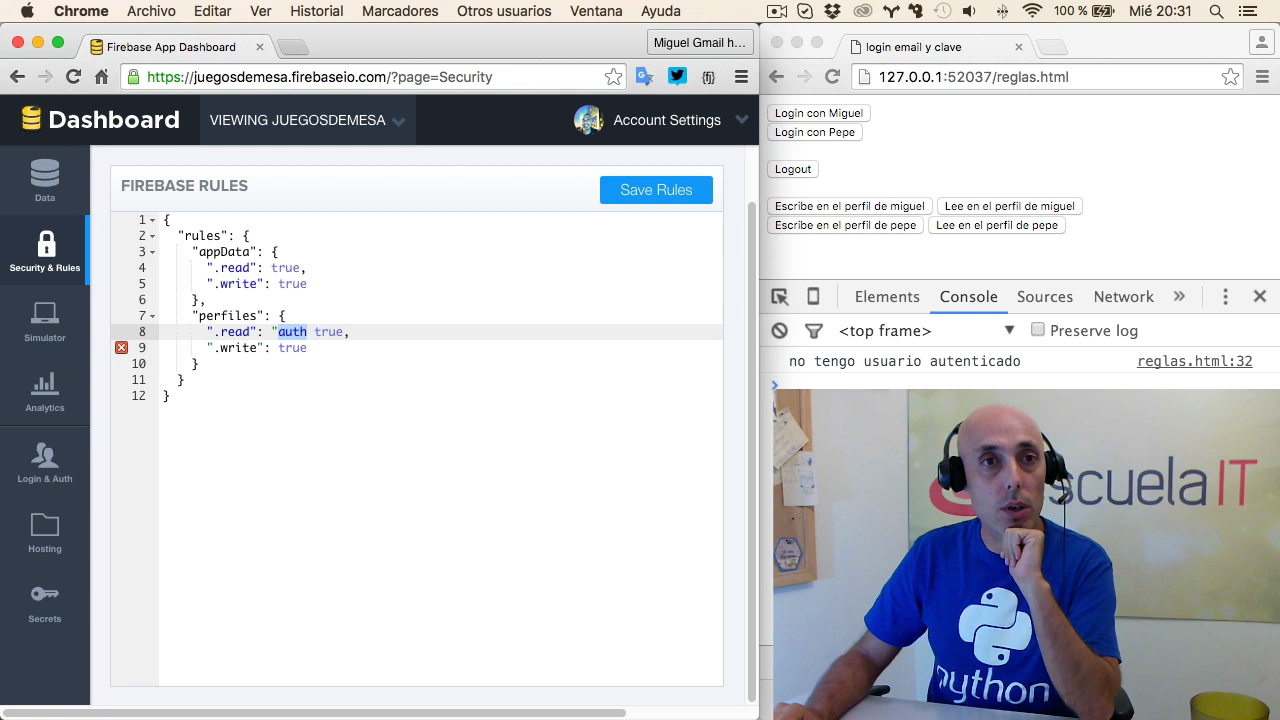 Chrome Archivo Editar Ver Historial Marcadores Otros usuarios Ventana Ayuda 100 % Mié 20:31
Firebase App Dashboard
Miguel Gmail h...
https://juegosdemesa.firebaseio.com/?page=Security
Dashboard
VIEWING JUEGOSDEMESA
Account Settings
Data
Security & Rules
Simulator
Analytics
Login & Auth
Hosting
Secrets
FIREBASE RULES
Save Rules
1 {
2 "rules": {
3 "appData": {
4 ".read": true,
5 ".write": true
6 },
7 "perfiles": {
8 ".read": "auth true,
9 ".write": true
10 }
11 }
12 }
login email y clave
127.0.0.1:52037/reglas.html
Login con Miguel
Login con Pepe
Logout
Escribe en el perfil de miguel Lee en el perfil de miguel
Escribe en el perfil de pepe Lee en el perfil de pepe
Elements Console Sources Network »
<top frame> Preserve log
no tengo usuario autenticado reglas.html:32
escuelaIT
python